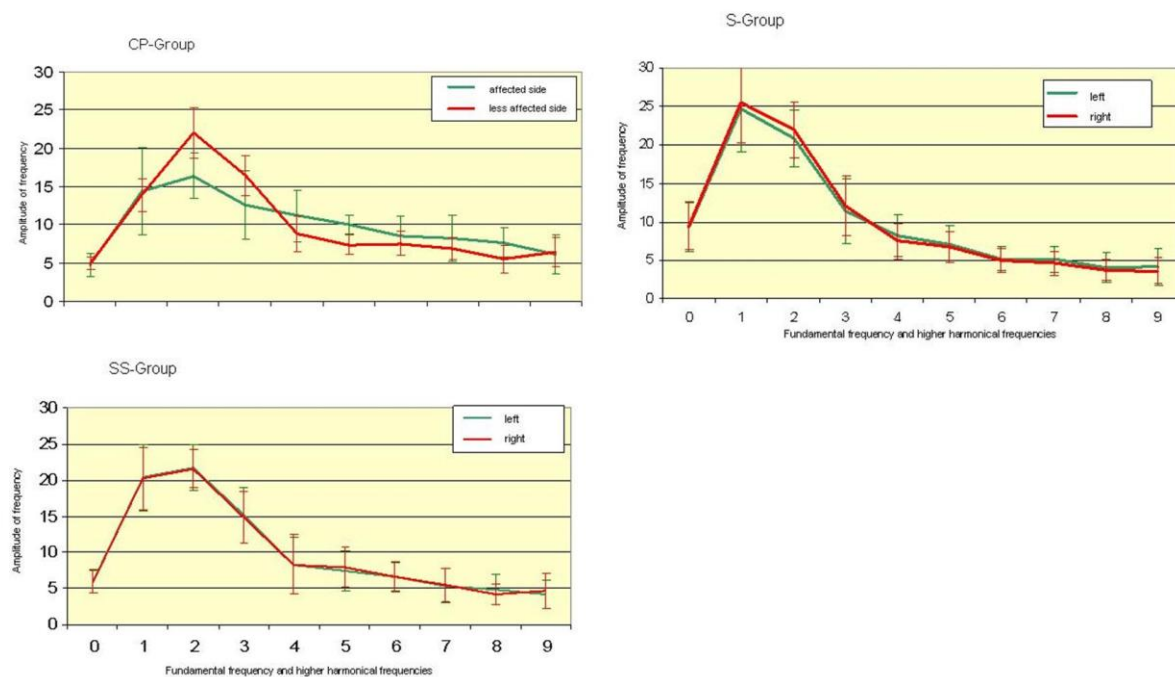 CP-Group
30
25
20
15
10
5
0
Amplitude of frequency
affected side
less affected side
S-Group
30
25
20
15
10
5
0
Amplitude of frequency
left
right
0 1 2 3 4 5 6 7 8 9
Fundamental frequency and higher harmonical frequencies
SS-Group
30
25
20
15
10
5
0
Amplitude of frequency
left
right
0 1 2 3 4 5 6 7 8 9
Fundamental frequency and higher harmonical frequencies